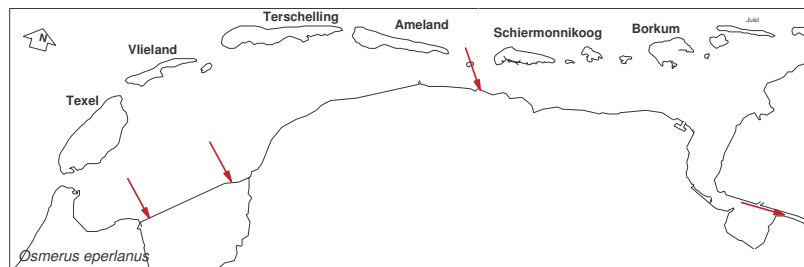 Terschelling
Ameland
Juist
N
Schiermonnikoog
Borkum
Vlieland
Texel
Osmerus eperlanus